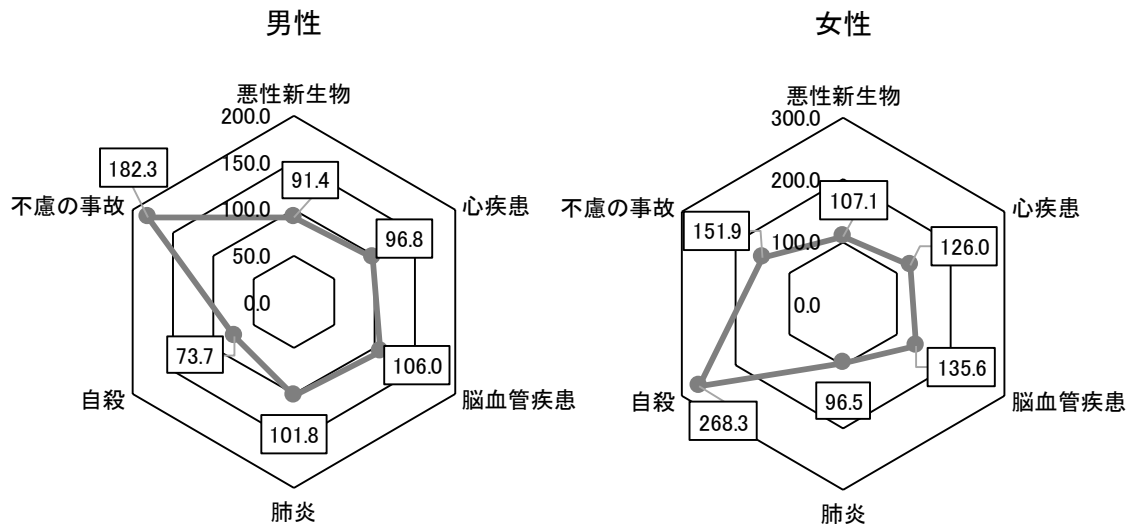 男性
悪性新生物
200.0
150.0
100.0
50.0
0.0
心疾患
脳血管疾患
肺炎
自殺
不慮の事故
91.4
96.8
106.0
101.8
73.7
182.3
女性
悪性新生物
300.0
200.0
100.0
0.0
心疾患
脳血管疾患
肺炎
自殺
不慮の事故
107.1
126.0
135.6
96.5
268.3
151.9